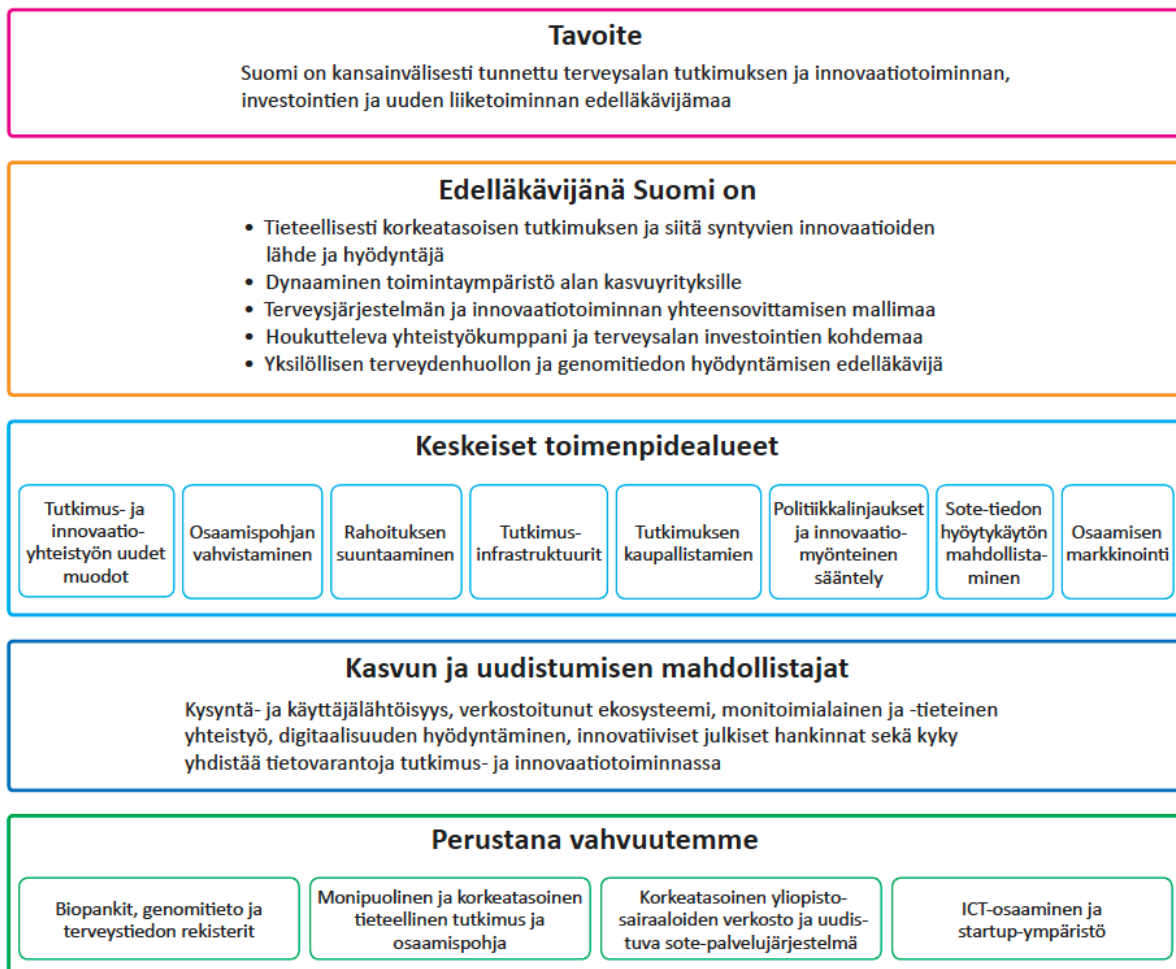 Tavoite
Suomi on kansainvälisesti tunnettu terveysalan tutkimuksen ja innovaatiotoiminnan,
investointien ja uuden liiketoiminnan edelläkävijämaa
Edelläkävijänä Suomi on
• Tieteellisesti korkeatasoisen tutkimuksen ja siitä syntyvien innovaatioiden
lähde ja hyödyntäjä
• Dynaaminen toimintaympäristö alan kasvuyrityksille
• Terveysjärjestelmän ja innovaatiotoiminnan yhteensovittamisen mallimaa
• Houkutteleva yhteistyökumppani ja terveysalan investointien kohdemaa
• Yksilöllisen terveydenhuollon ja genomitiedon hyödyntämisen edelläkävijä
Keskeiset toimenpidealueet
Tutkimus- ja
innovaatio-
yhteistyön uudet
muodot
Osaamispohjan
vahvistaminen
Rahoituksen
suuntaaminen
Tutkimus-
infrastruktuurit
Tutkimuksen
kaupallistamien
Politiikkalinjaukset
ja innovaatio-
myönteinen
sääntely
Sote-tiedon
hyötykäytön
mahdollista-
minen
Osaamisen
markkinointi
Kasvun ja uudistumisen mahdollistajat
Kysyntä- ja käyttäjälähtöisyys, verkostoitunut ekosysteemi, monitoimialainen ja -tieteinen
yhteistyö, digitaalisuuden hyödyntäminen, innovatiiviset julkiset hankinnat sekä kyky
yhdistää tietovarantoja tutkimus- ja innovaatiotoiminnassa
Perustana vahvuutemme
Biopankit, genomitieto ja
terveystiedon rekisterit
Monipuolinen ja korkeatasoinen
tieteellinen tutkimus ja
osaamispohja
Korkeatasoinen yliopisto-
sairaaloiden verkosto ja uudis-
tuva sote-palvelujärjestelmä
ICT-osaaminen ja
startup-ympäristö